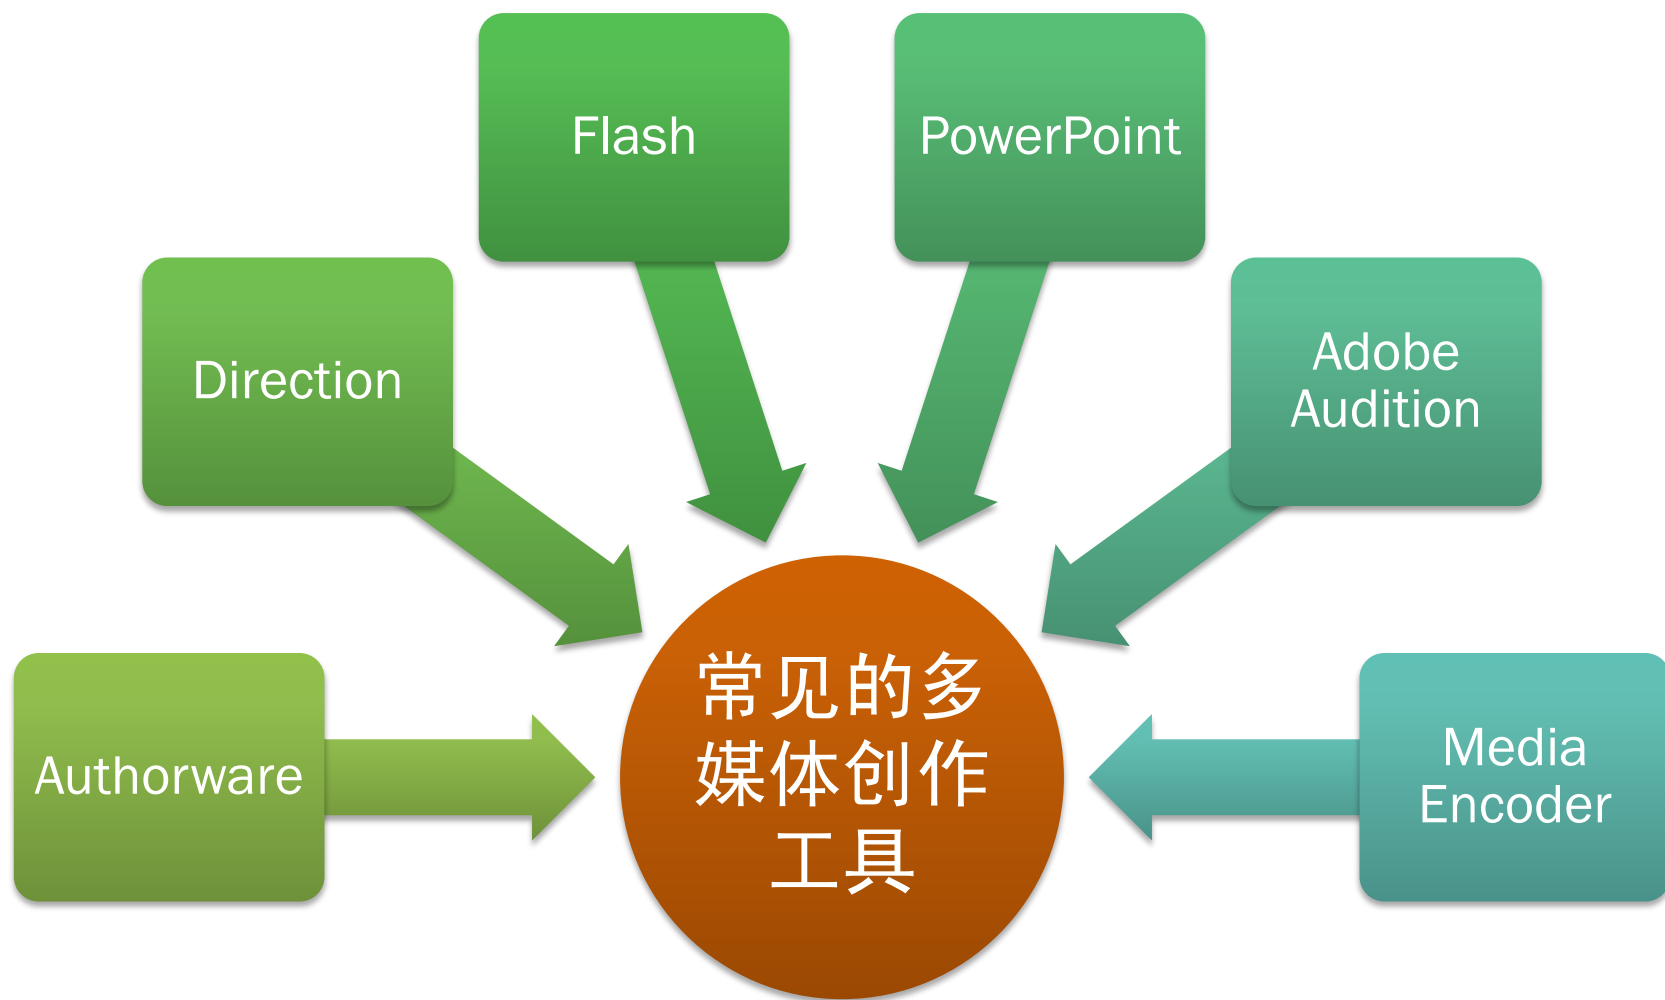 Flash
PowerPoint
Direction
Adobe
Audition
Authorware
常见的多
媒体创作
工具
Media
Encoder